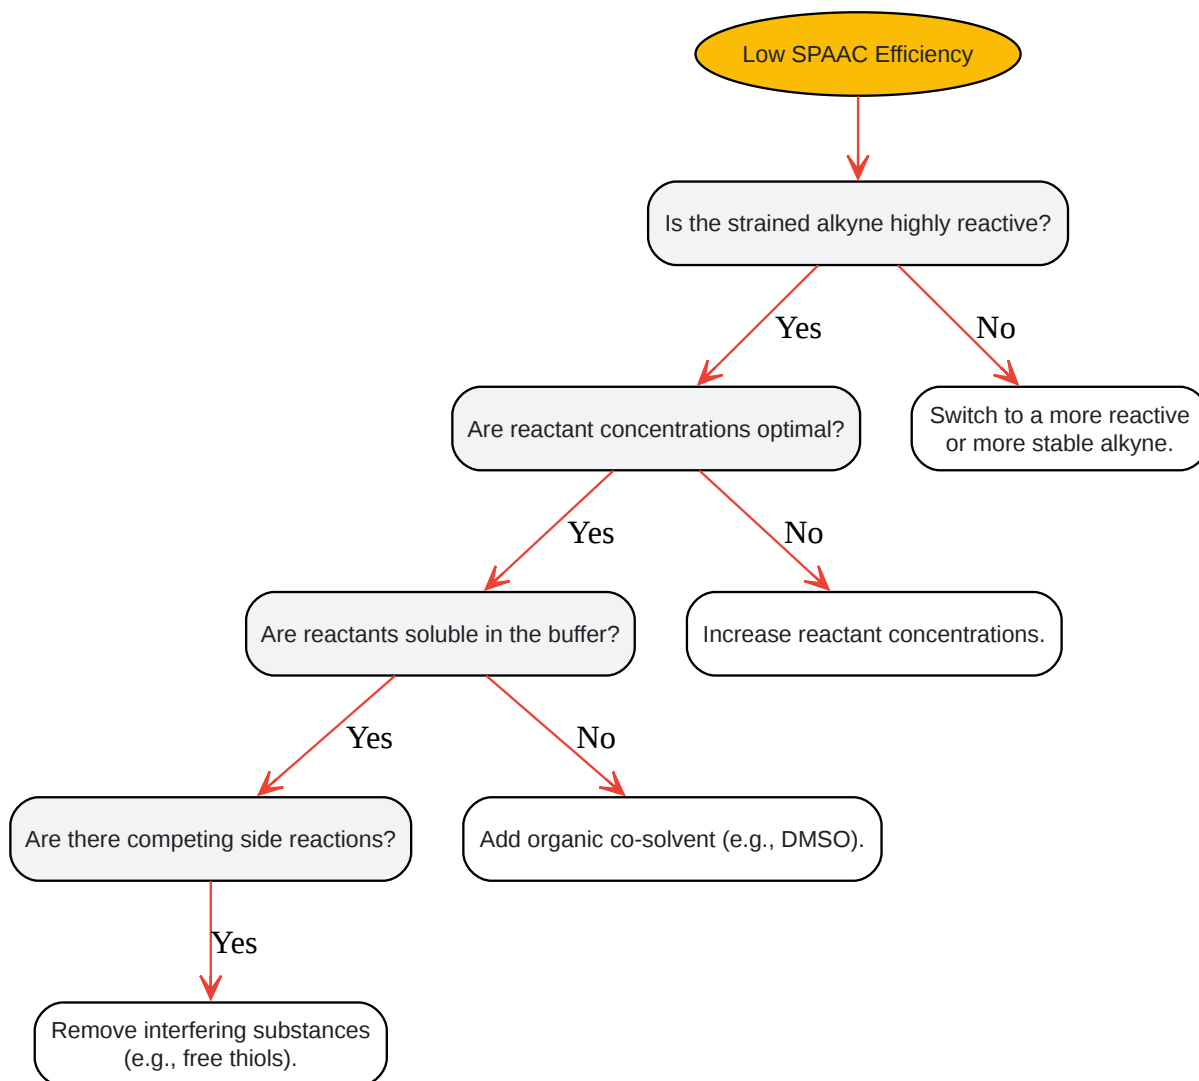 Low SPAAC Efficiency
Is the strained alkyne highly reactive?
Yes
No
Are reactant concentrations optimal?
Switch to a more reactive
or more stable alkyne.
Yes
No
Are reactants soluble in the buffer?
Increase reactant concentrations.
Yes
No
Are there competing side reactions?
Add organic co-solvent (e.g., DMSO).
Yes
Remove interfering substances
(e.g., free thiols).